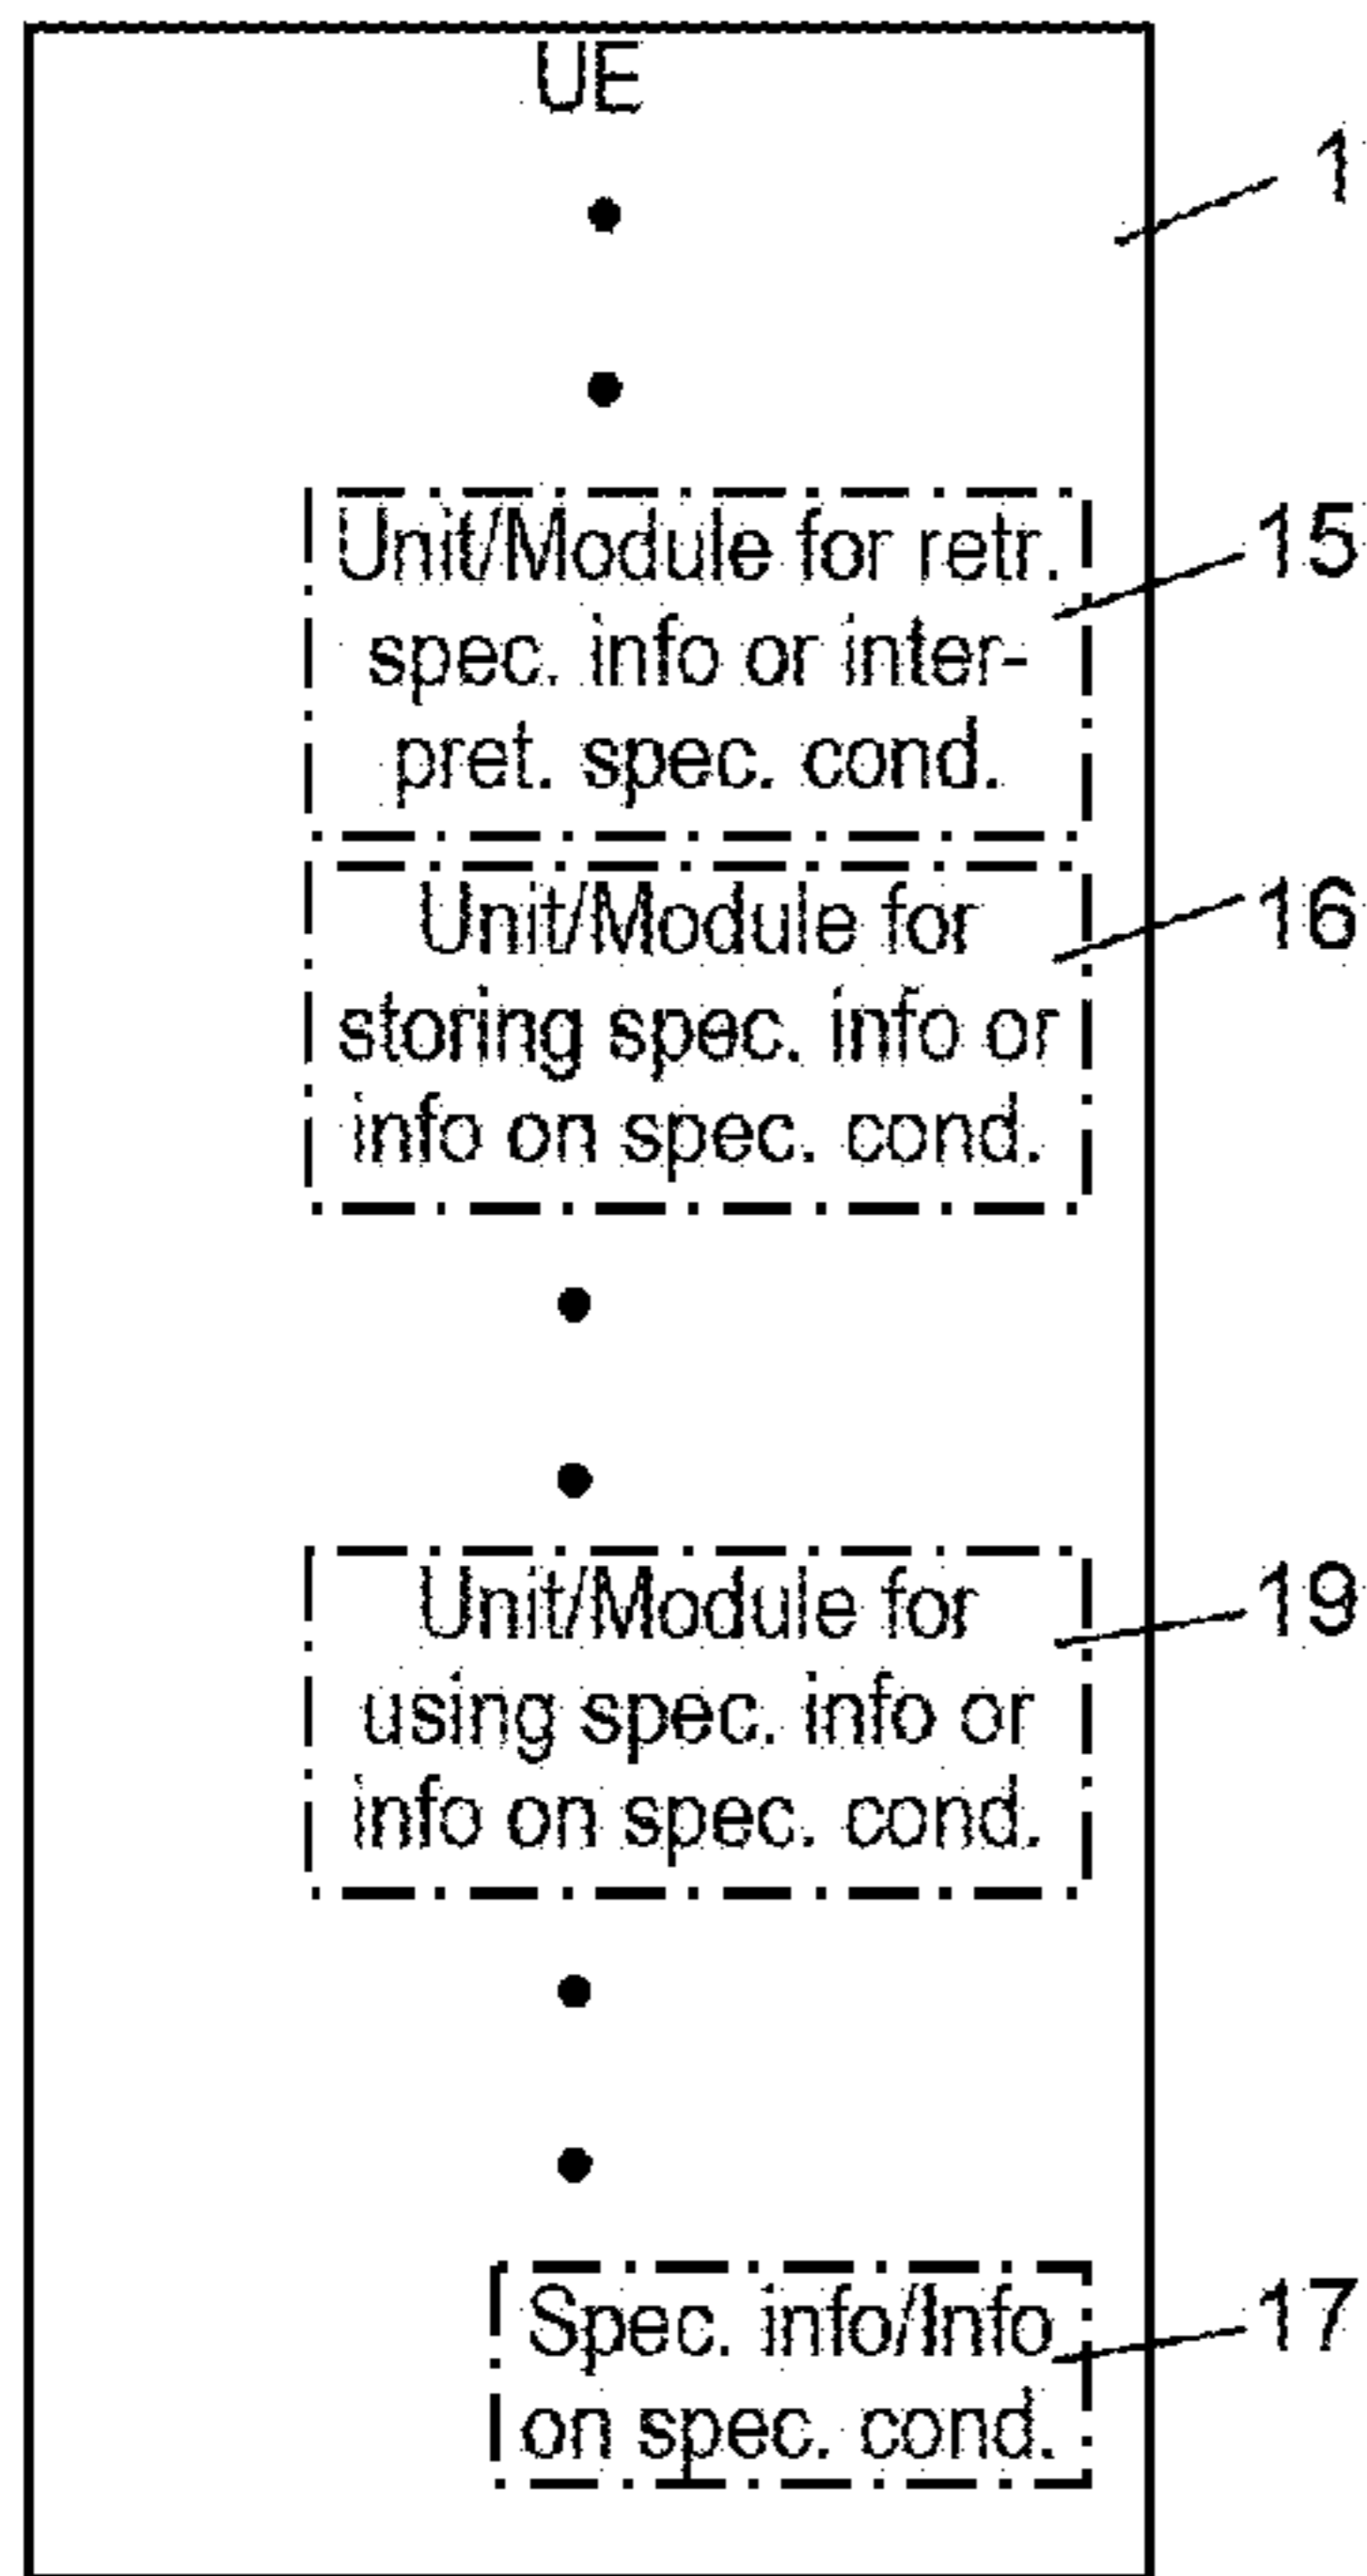 UE
1
Unit/Module for retr.
spec. info or inter-
pret. spec. cond.
15
Unit/Module for
storing spec. info or
info on spec. cond.
16
Unit/Module for
using spec. info or
info on spec. cond.
19
Spec. info/Info
on spec. cond.
17